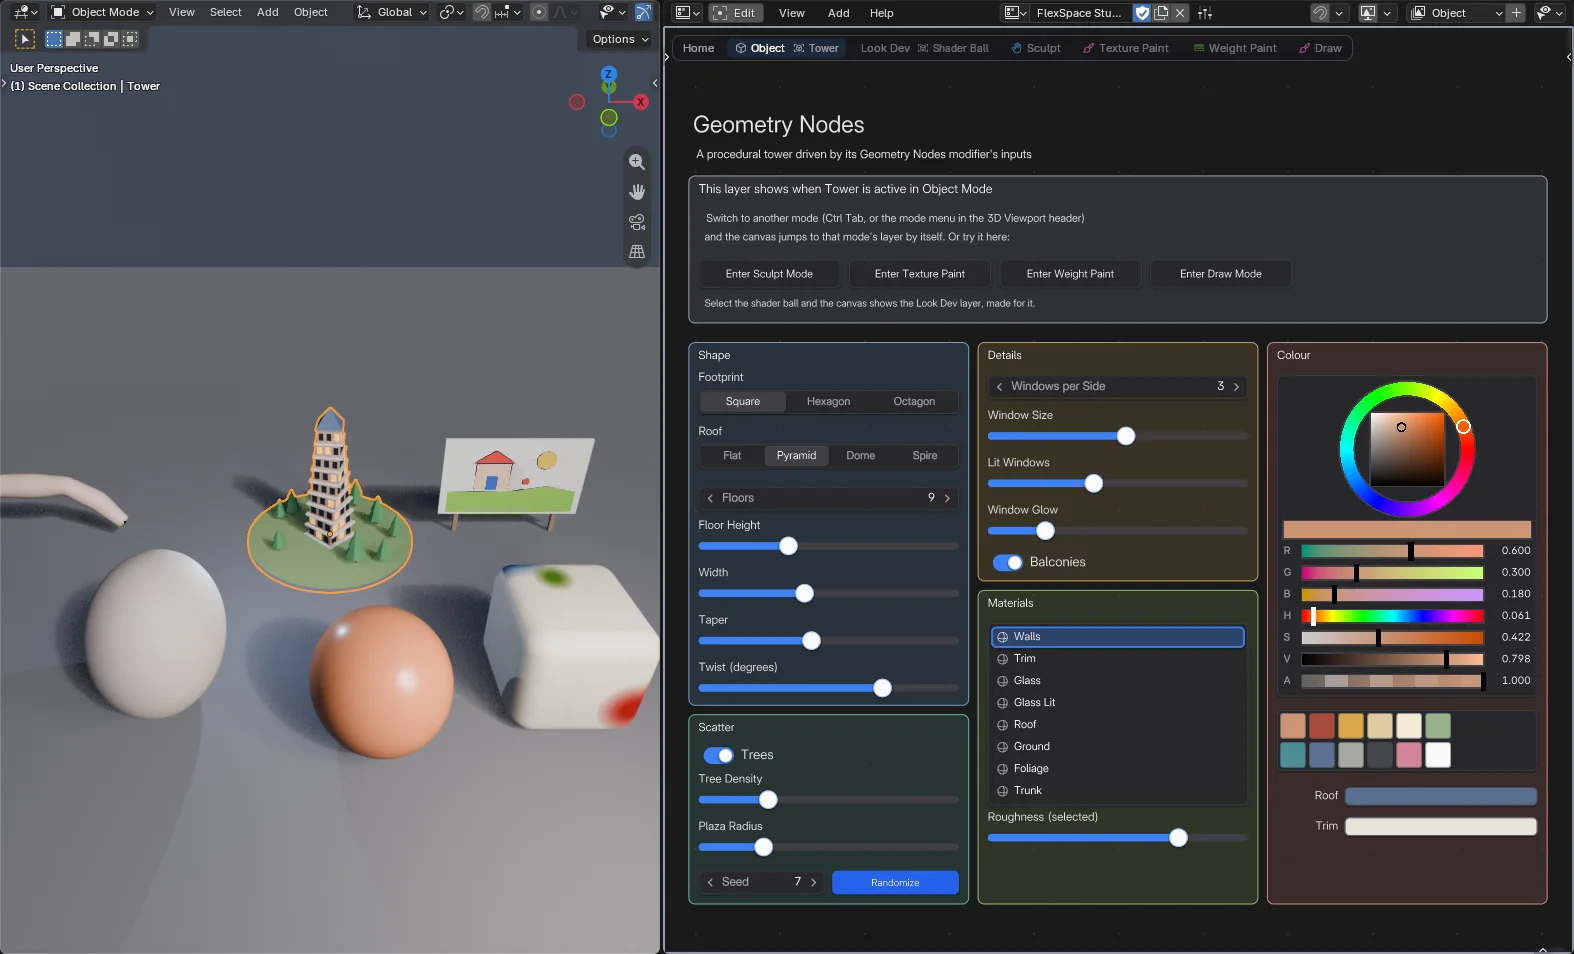 Object Mode View Select Add Object Global
Options
User Perspective
(1) Scene Collection | Tower
Z
X
Edit View Add Help FlexSpace Stu... Object
Home Object Tower Look Dev Shader Ball Sculpt Texture Paint Weight Paint Draw
Geometry Nodes
A procedural tower driven by its Geometry Nodes modifier's inputs
This layer shows when Tower is active in Object Mode
Switch to another mode (Ctrl Tab, or the mode menu in the 3D Viewport header)
and the canvas jumps to that mode's layer by itself. Or try it here:
Enter Sculpt Mode Enter Texture Paint Enter Weight Paint Enter Draw Mode
Select the shader ball and the canvas shows the Look Dev layer, made for it.
Shape
Footprint
Square Hexagon Octagon
Roof
Flat Pyramid Dome Spire
Floors 9
Floor Height
Width
Taper
Twist (degrees)
Scatter
Trees
Tree Density
Plaza Radius
Seed 7 Randomize
Details
Windows per Side 3
Window Size
Lit Windows
Window Glow
Balconies
Materials
Walls
Trim
Glass
Glass Lit
Roof
Ground
Foliage
Trunk
Roughness (selected)
Colour
R 0.600
G 0.300
B 0.180
H 0.061
S 0.422
V 0.798
A 1.000
Roof
Trim